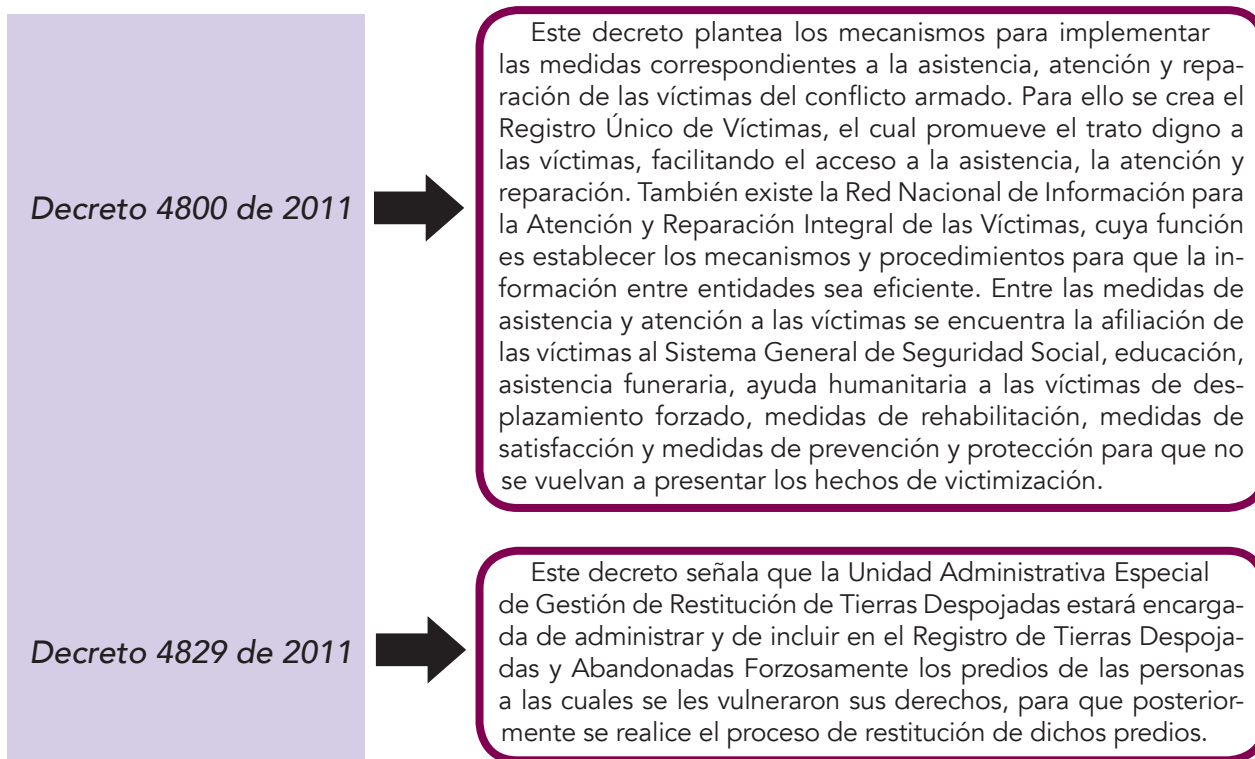 Este decreto plantea los mecanismos para implementar
las medidas correspondientes a la asistencia, atención y repa-
ración de las víctimas del conflicto armado. Para ello se crea el
Registro Único de Víctimas, el cual promueve el trato digno a
las víctimas, facilitando el acceso a la asistencia, la atención y
reparación. También existe la Red Nacional de Información para
la Atención y Reparación Integral de las Víctimas, cuya función
es establecer los mecanismos y procedimientos para que la in-
formación entre entidades sea eficiente. Entre las medidas de
asistencia y atención a las víctimas se encuentra la afiliación de
las víctimas al Sistema General de Seguridad Social, educación,
asistencia funeraria, ayuda humanitaria a las víctimas de des-
plazamiento forzado, medidas de rehabilitación, medidas de
satisfacción y medidas de prevención y protección para que no
se vuelvan a presentar los hechos de victimización.
Decreto 4800 de 2011
Este decreto señala que la Unidad Administrativa Especial
de Gestión de Restitución de Tierras Despojadas estará encarga-
da de administrar y de incluir en el Registro de Tierras Despoja-
das y Abandonadas Forzosamente los predios de las personas
a las cuales se les vulneraron sus derechos, para que posterior-
mente se realice el proceso de restitución de dichos predios.
Decreto 4829 de 2011